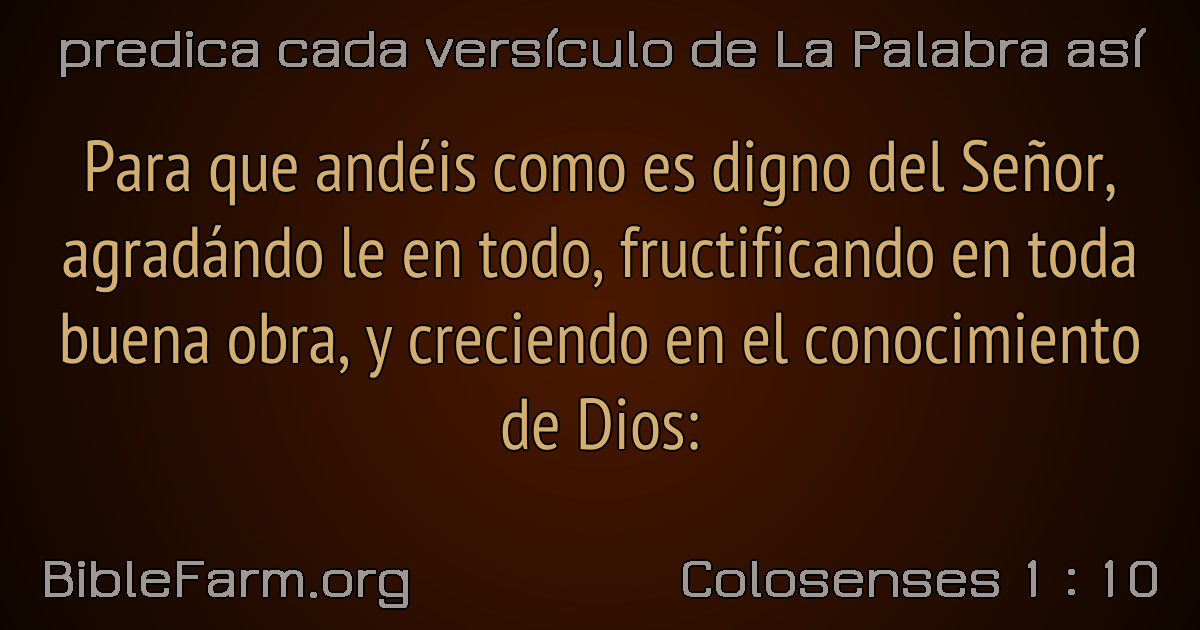 predica cada versículo de La Palabra así
Para que andéis como es digno del Señor,
agradándo le en todo, fructificando en toda
buena obra, y creciendo en el conocimiento
de Dios:
BibleFarm.org
Colosenses 1 : 10